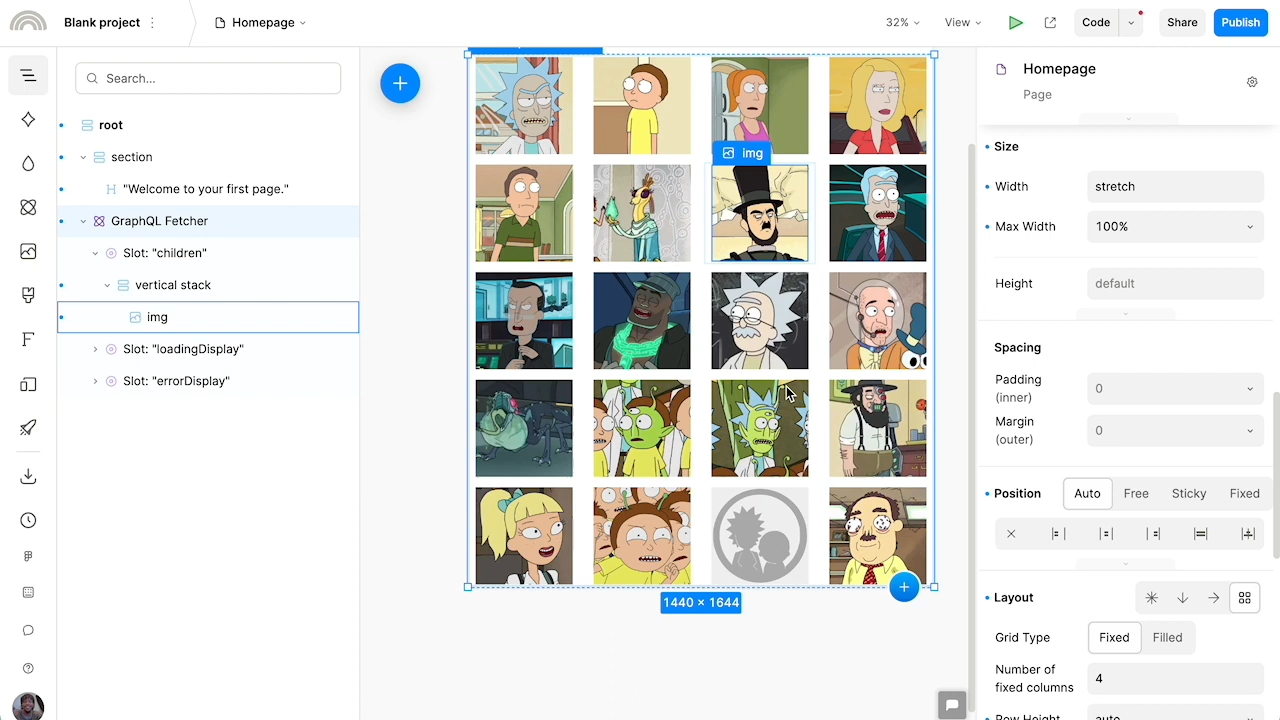 Blank project
Homepage
32%
View
Code
Share
Publish
Search...
root
section
"Welcome to your first page."
GraphQL Fetcher
Slot: "children"
vertical stack
img
Slot: "loadingDisplay"
Slot: "errorDisplay"
img
1440 × 1644
Homepage
Page
Size
Width
stretch
Max Width
100%
Height
default
Spacing
Padding
(inner)
0
Margin
(outer)
0
Position
Auto
Free
Sticky
Fixed
Layout
Grid Type
Fixed
Filled
Number of
fixed columns
4
Row Height
auto